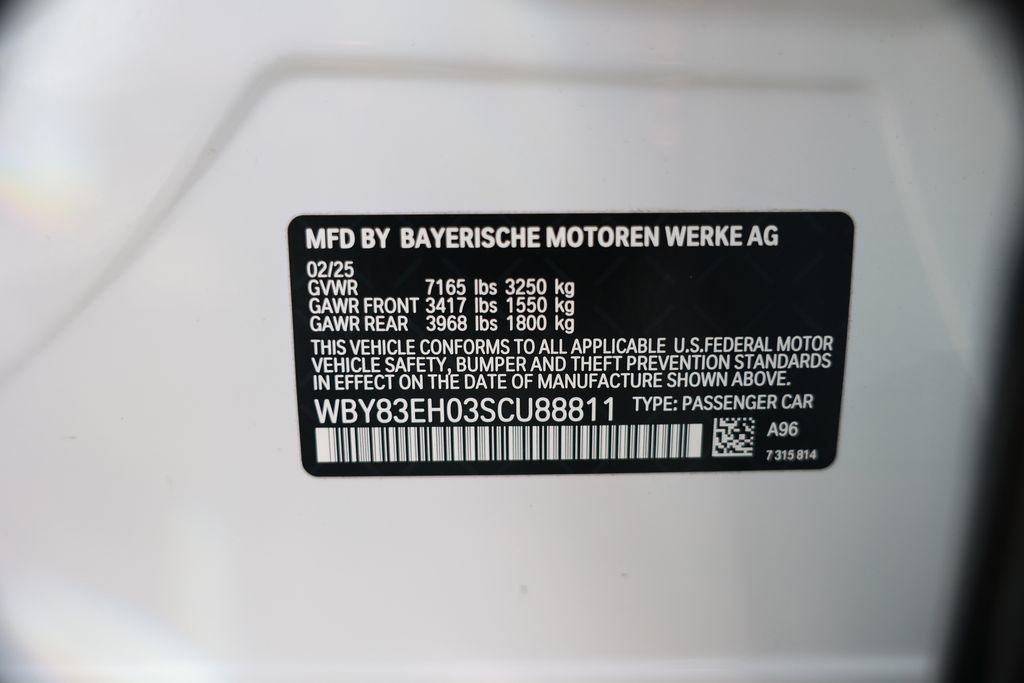 MFD BY BAYERISCHE MOTOREN WERKE AG
02/25
GVWR 7165 lbs 3250 kg
GAWR FRONT 3417 lbs 1550 kg
GAWR REAR 3968 lbs 1800 kg
THIS VEHICLE CONFORMS TO ALL APPLICABLE U.S.FEDERAL MOTOR
VEHICLE SAFETY, BUMPER AND THEFT PREVENTION STANDARDS
IN EFFECT ON THE DATE OF MANUFACTURE SHOWN ABOVE.
WBY83EH03SCU88811 TYPE: PASSENGER CAR
A96
7 315 814